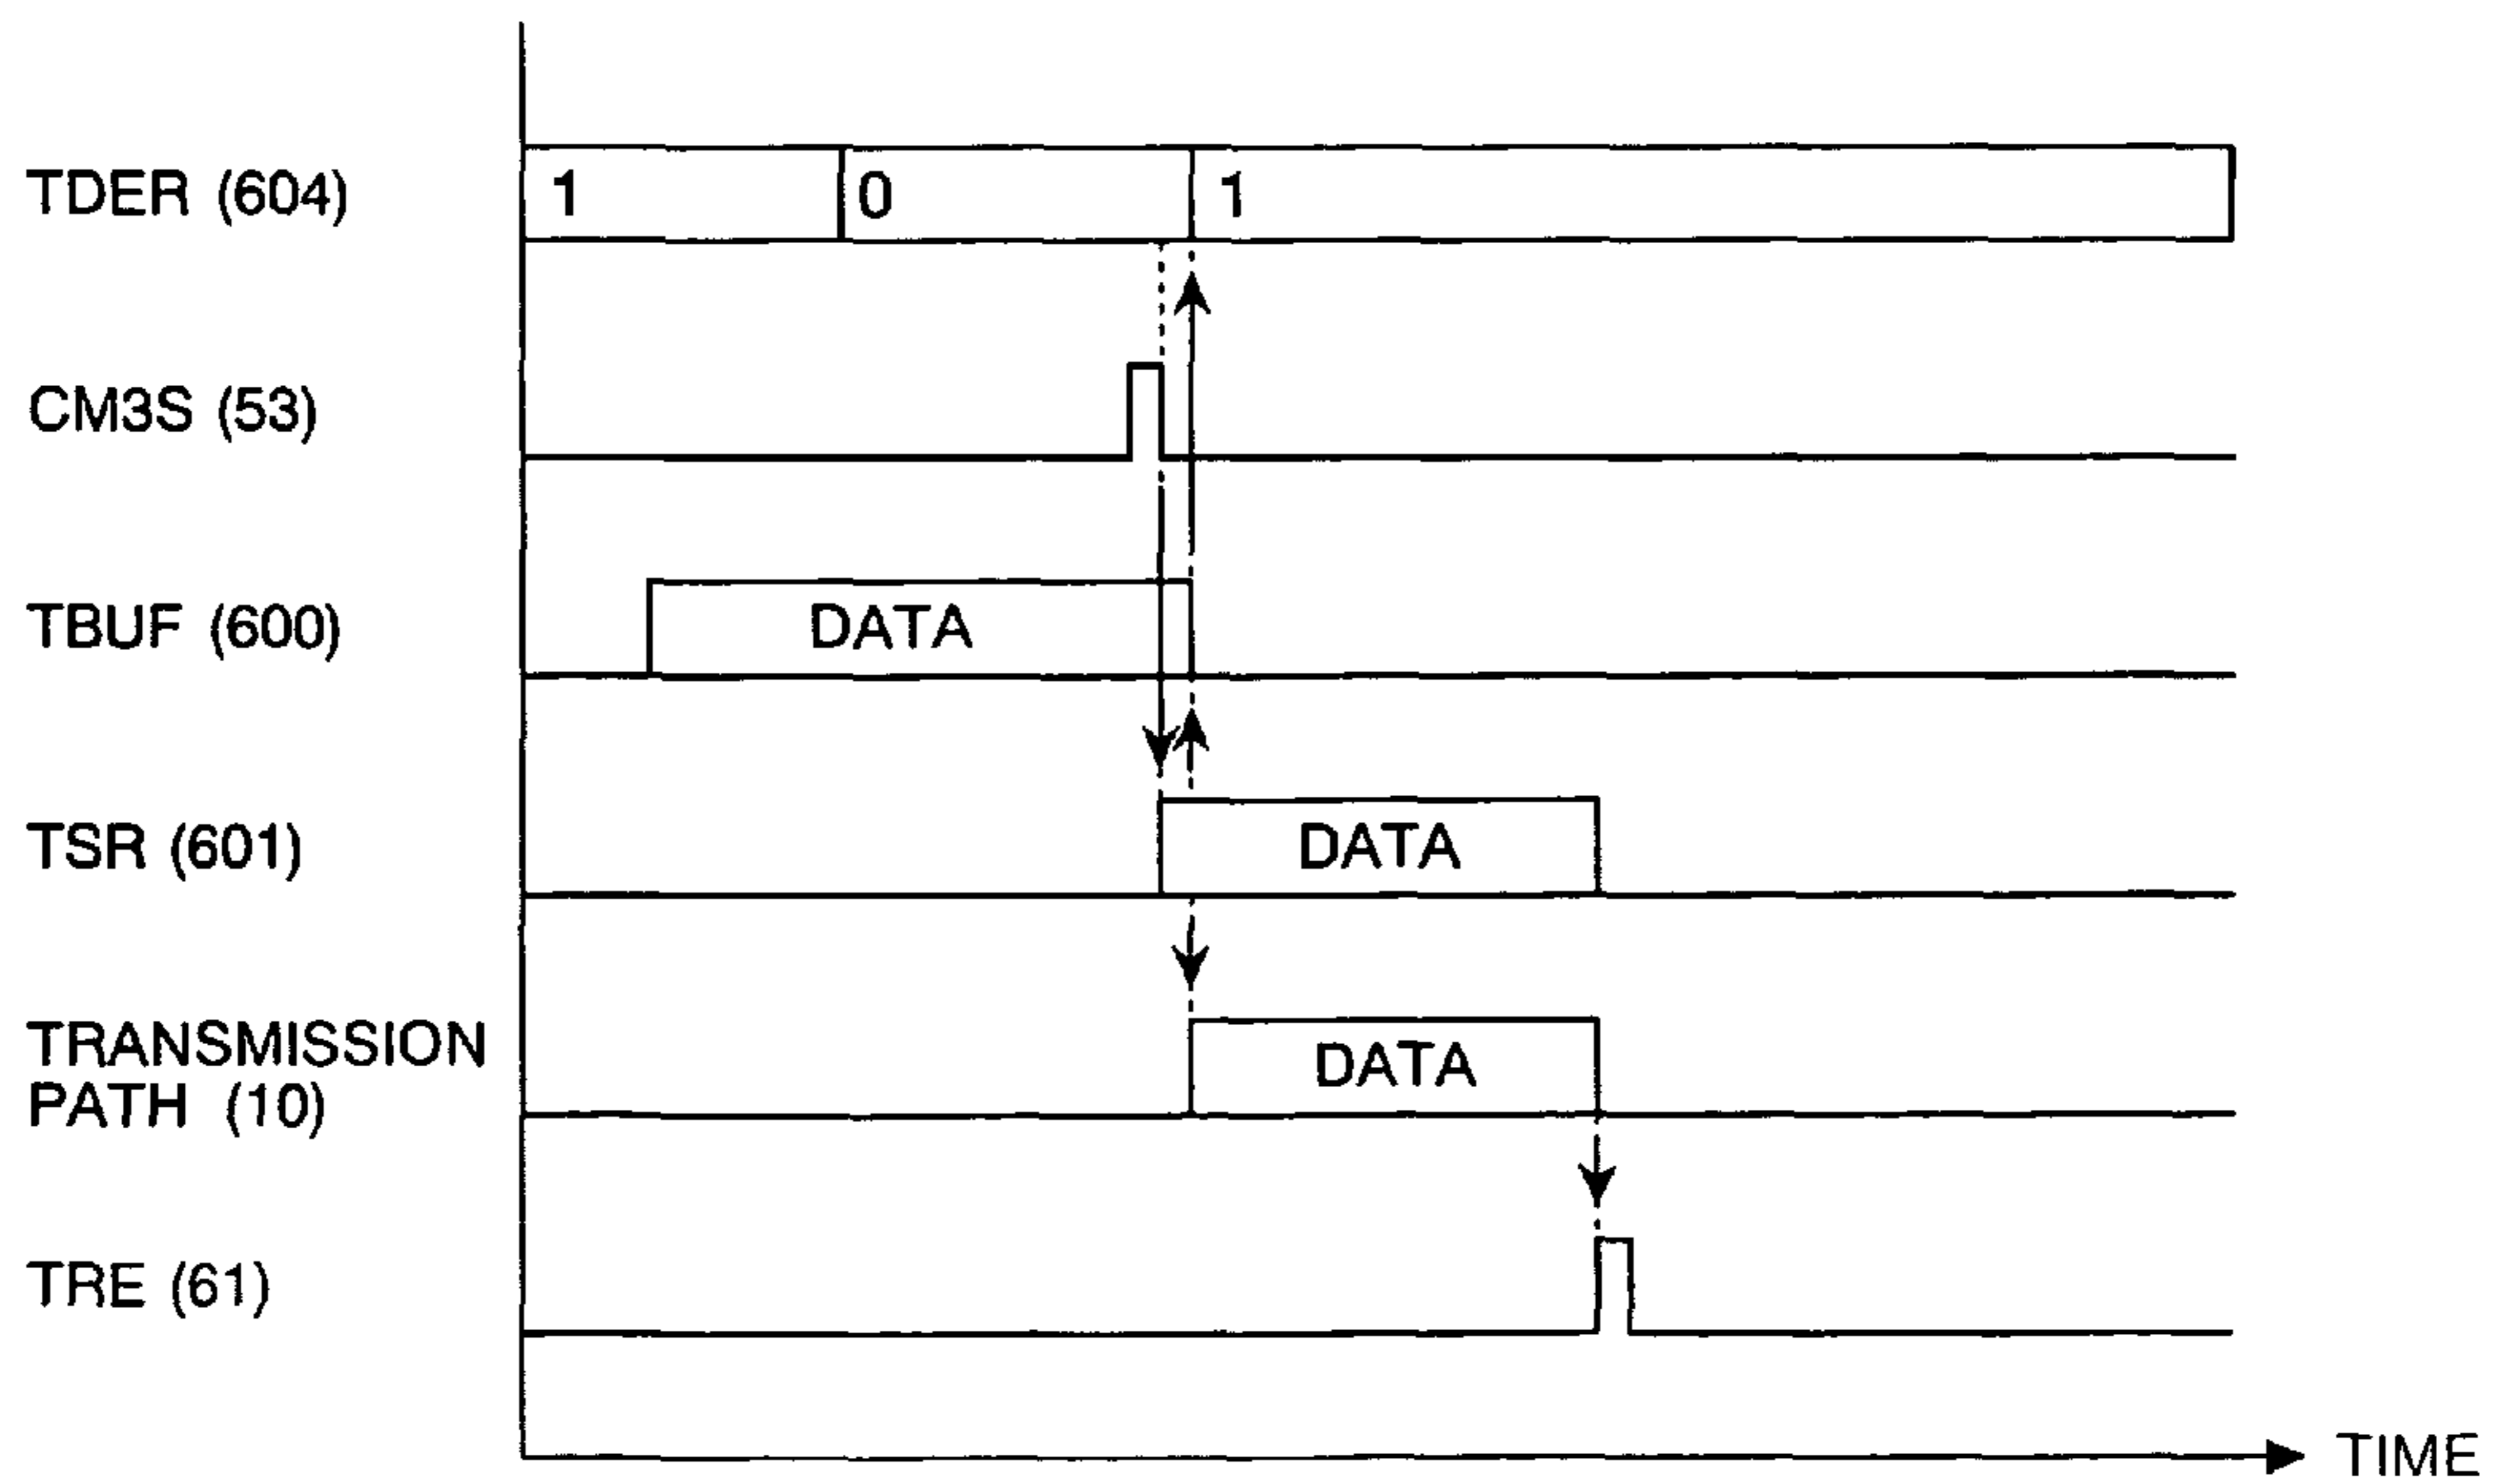 TDER (604) 1 0 1
CM3S (53)
TBUF (600) DATA
TSR (601) DATA
TRANSMISSION
PATH (10) DATA
TRE (61)
TIME